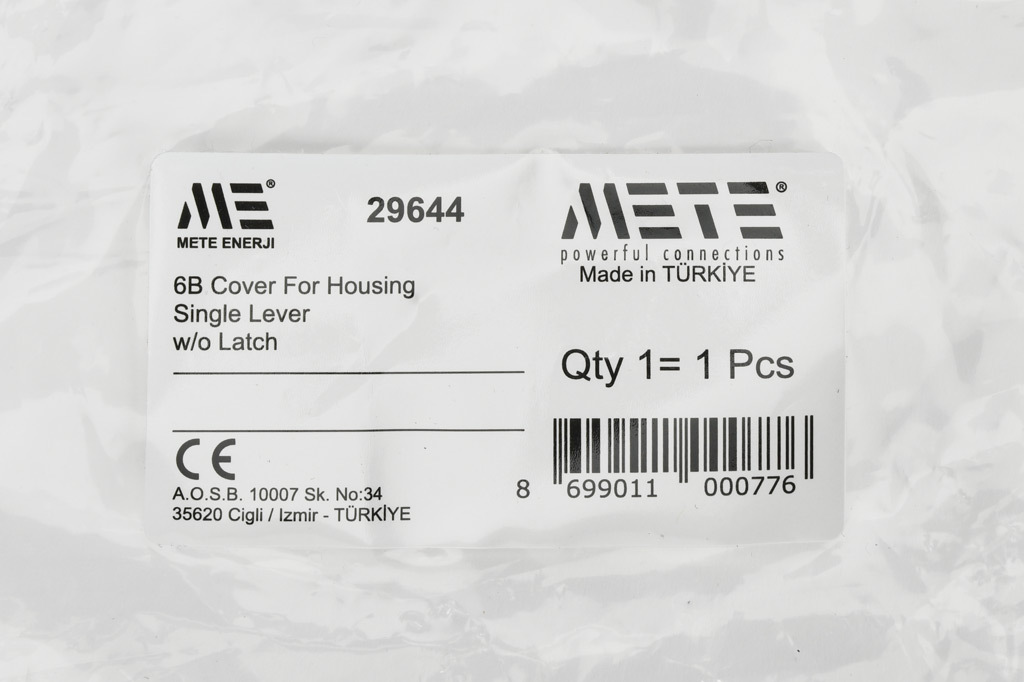 ME®
METE ENERJI
29644
6B Cover For Housing
Single Lever
w/o Latch
CE
A.O.S.B. 10007 Sk. No:34
35620 Cigli / Izmir - TÜRKİYE
METE®
powerful connections
Made in TÜRKİYE
Qty 1= 1 Pcs
8 699011 000776